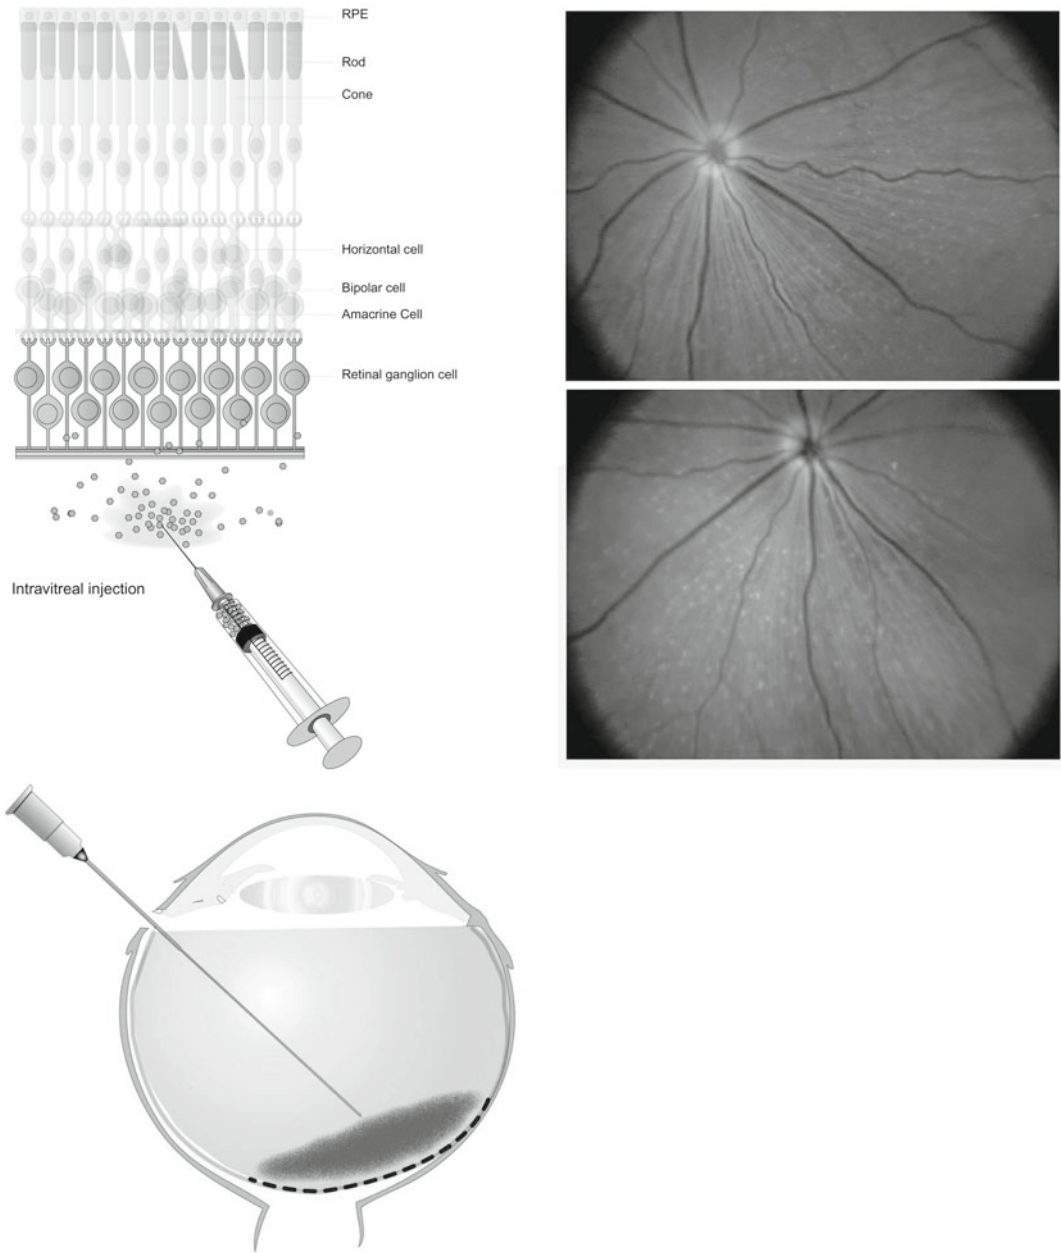 RPE
Rod
Cone
Horizontal cell
Bipolar cell
Amacrine Cell
Retinal ganglion cell
Intravitreal injection